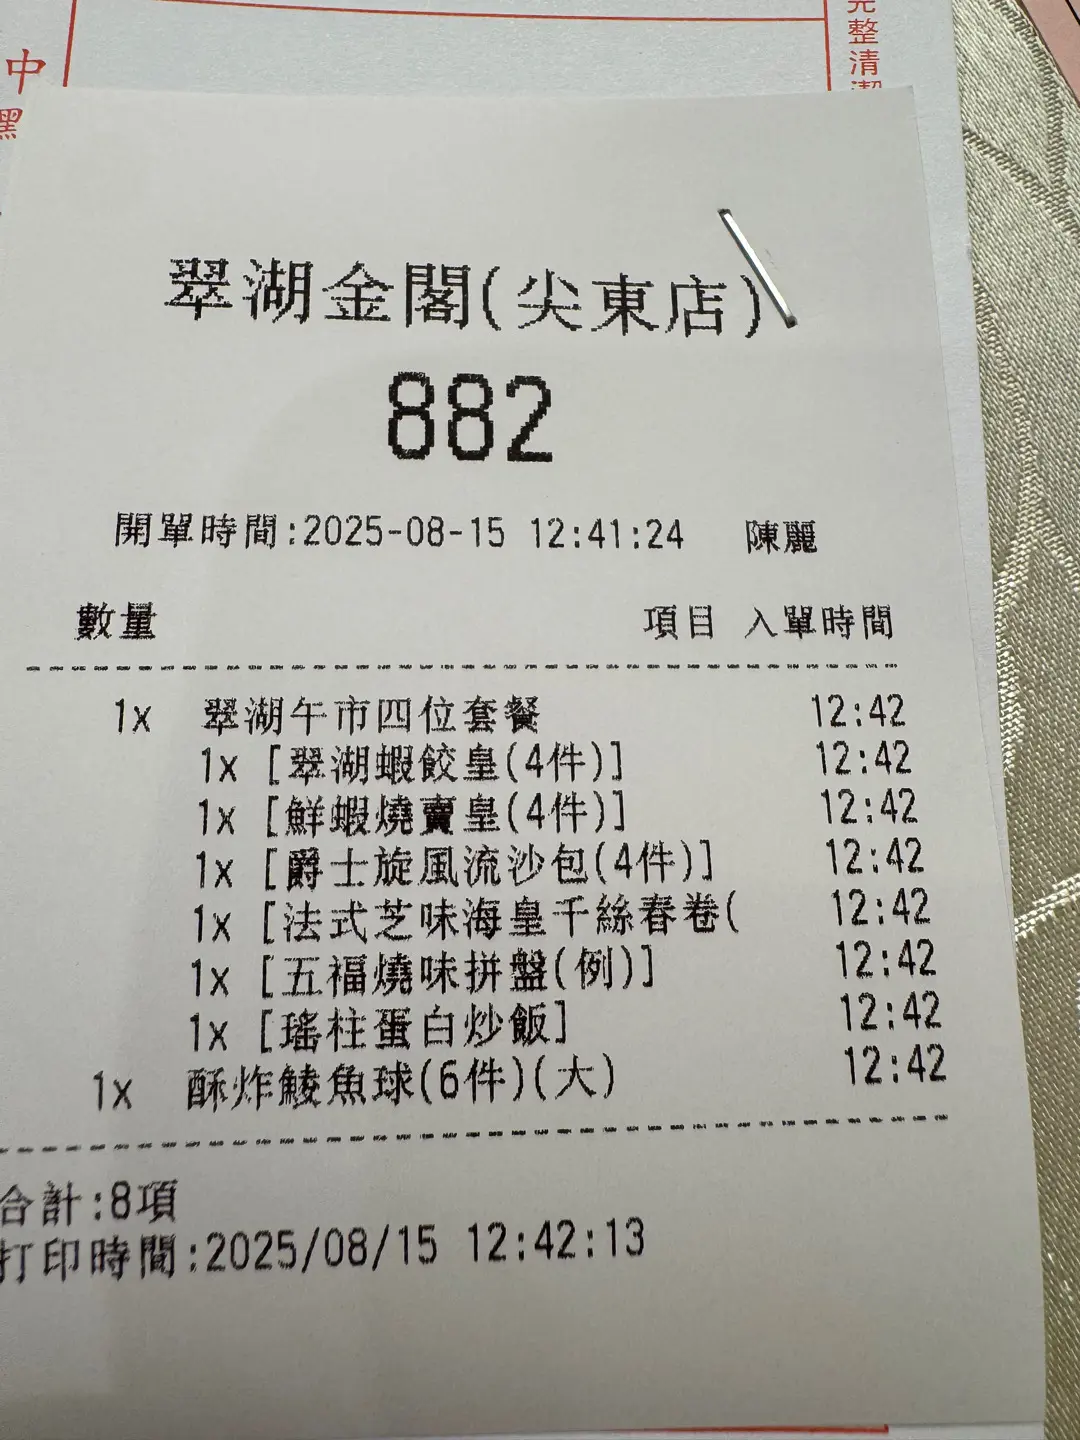 中
完整清潔
翠湖金閣(尖東店)
882
開單時間:2025-08-15 12:41:24 陳麗
數量 項目 入單時間
1x 翠湖午市四位套餐 12:42
1x [翠湖蝦餃皇(4件)] 12:42
1x [鮮蝦燒賣皇(4件)] 12:42
1x [爵士旋風流沙包(4件)] 12:42
1x [法式芝味海皇千絲春卷( 12:42
1x [五福燒味拼盤(例)] 12:42
1x [瑤柱蛋白炒飯] 12:42
1x 酥炸鯪魚球(6件)(大) 12:42
合計:8項
打印時間:2025/08/15 12:42:13